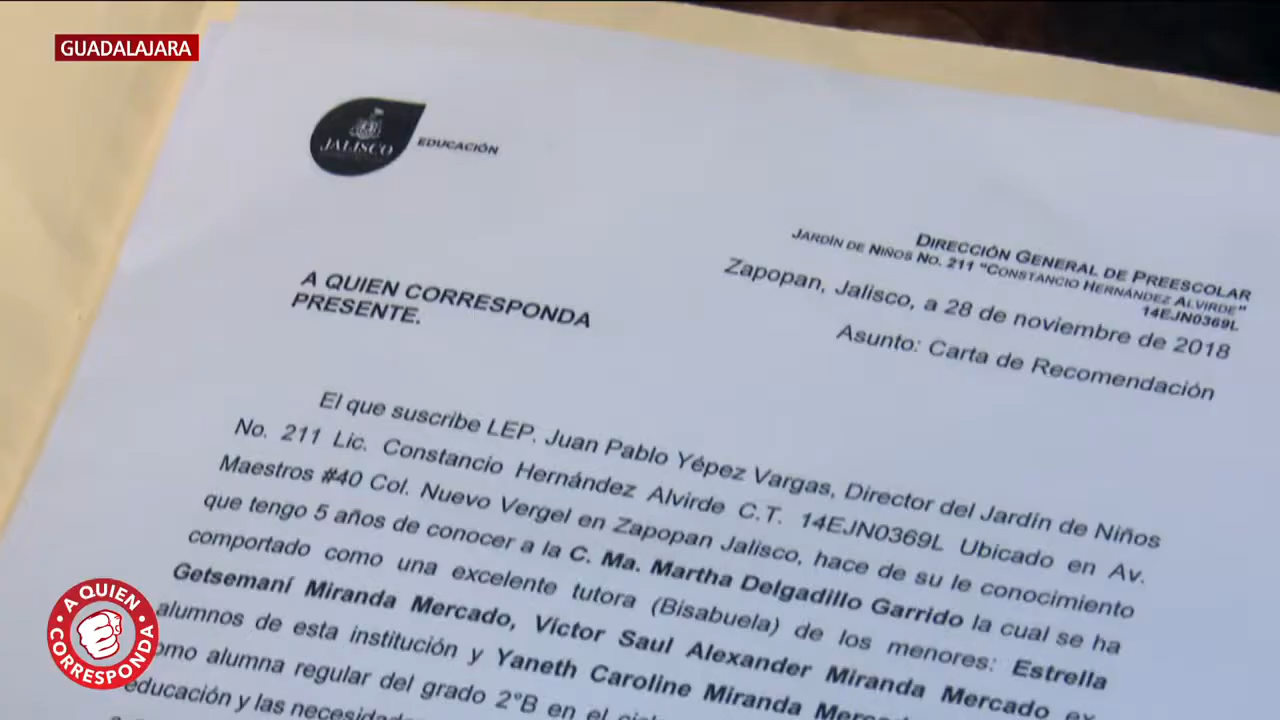 GUADALAJARA
JALISCO
EDUCACIÓN
DIRECCIÓN GENERAL DE PREESCOLAR
JARDÍN DE NIÑOS NO. 211 "CONSTANCIO HERNÁNDEZ ALVIRDE"
14EJN0369L
Zapopan, Jalisco, a 28 de noviembre de 2018
Asunto: Carta de Recomendación
A QUIEN CORRESPONDA
PRESENTE.
El que suscribe LEP. Juan Pablo Yépez Vargas, Director del Jardín de Niños
No. 211 Lic. Constancio Hernández Alvirde C.T. 14EJN0369L Ubicado en Av.
Maestros #40 Col. Nuevo Vergel en Zapopan Jalisco, hace de su le conocimiento
que tengo 5 años de conocer a la C. Ma. Martha Delgadillo Garrido la cual se ha
comportado como una excelente tutora (Bisabuela) de los menores: Estrella
Getsemaní Miranda Mercado, Victor Saul Alexander Miranda Mercado ex
alumnos de esta institución y Yaneth Caroline Miranda
como alumna regular del grado 2°B en el
educación y las
A QUIEN CORRESPONDA